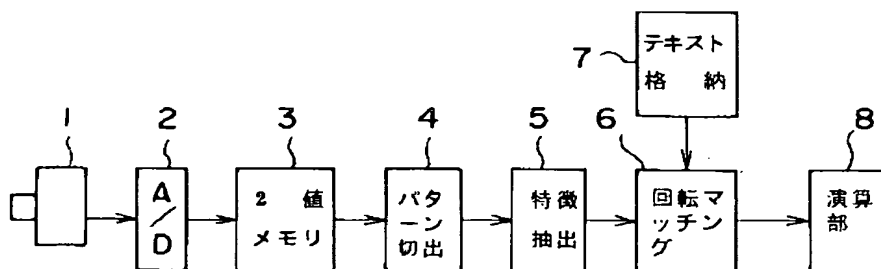 7
テキスト
格 納
1
2
A/D
3
2 値
メモリ
4
パタ
ーン
切出
5
特徴
抽出
6
回転マ
ッチン
グ
8
演算
部